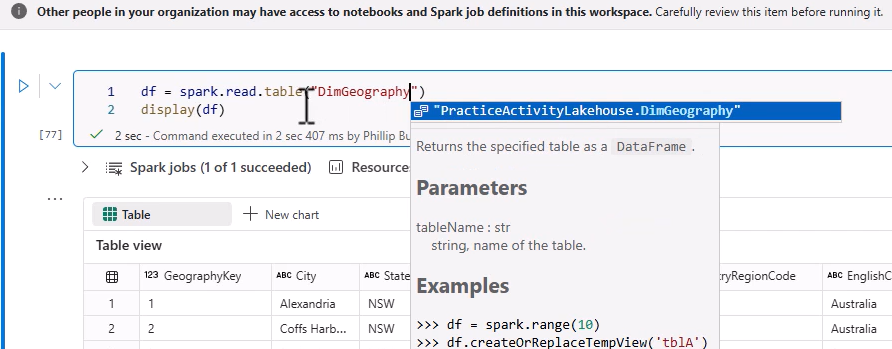 Other people in your organization may have access to notebooks and Spark job definitions in this workspace. Carefully review this item before running it.
1 df = spark.read.table("DimGeography")
2 display(df)
"PracticeActivityLakehouse.DimGeography"
[77] 2 sec - Command executed in 2 sec 407 ms by Phillip
Returns the specified table as a DataFrame.
Spark jobs (1 of 1 succeeded)
Parameters
Table
New chart
tableName : str
string, name of the table.
Table view
Examples
123 GeographyKey ABC City ABC State ryRegionCode ABC EnglishC
1 1 Alexandria NSW Australia
>>> df = spark.range(10)
2 2 Coffs Harb... NSW Australia
>>> df.createOrReplaceTempView('tblA')